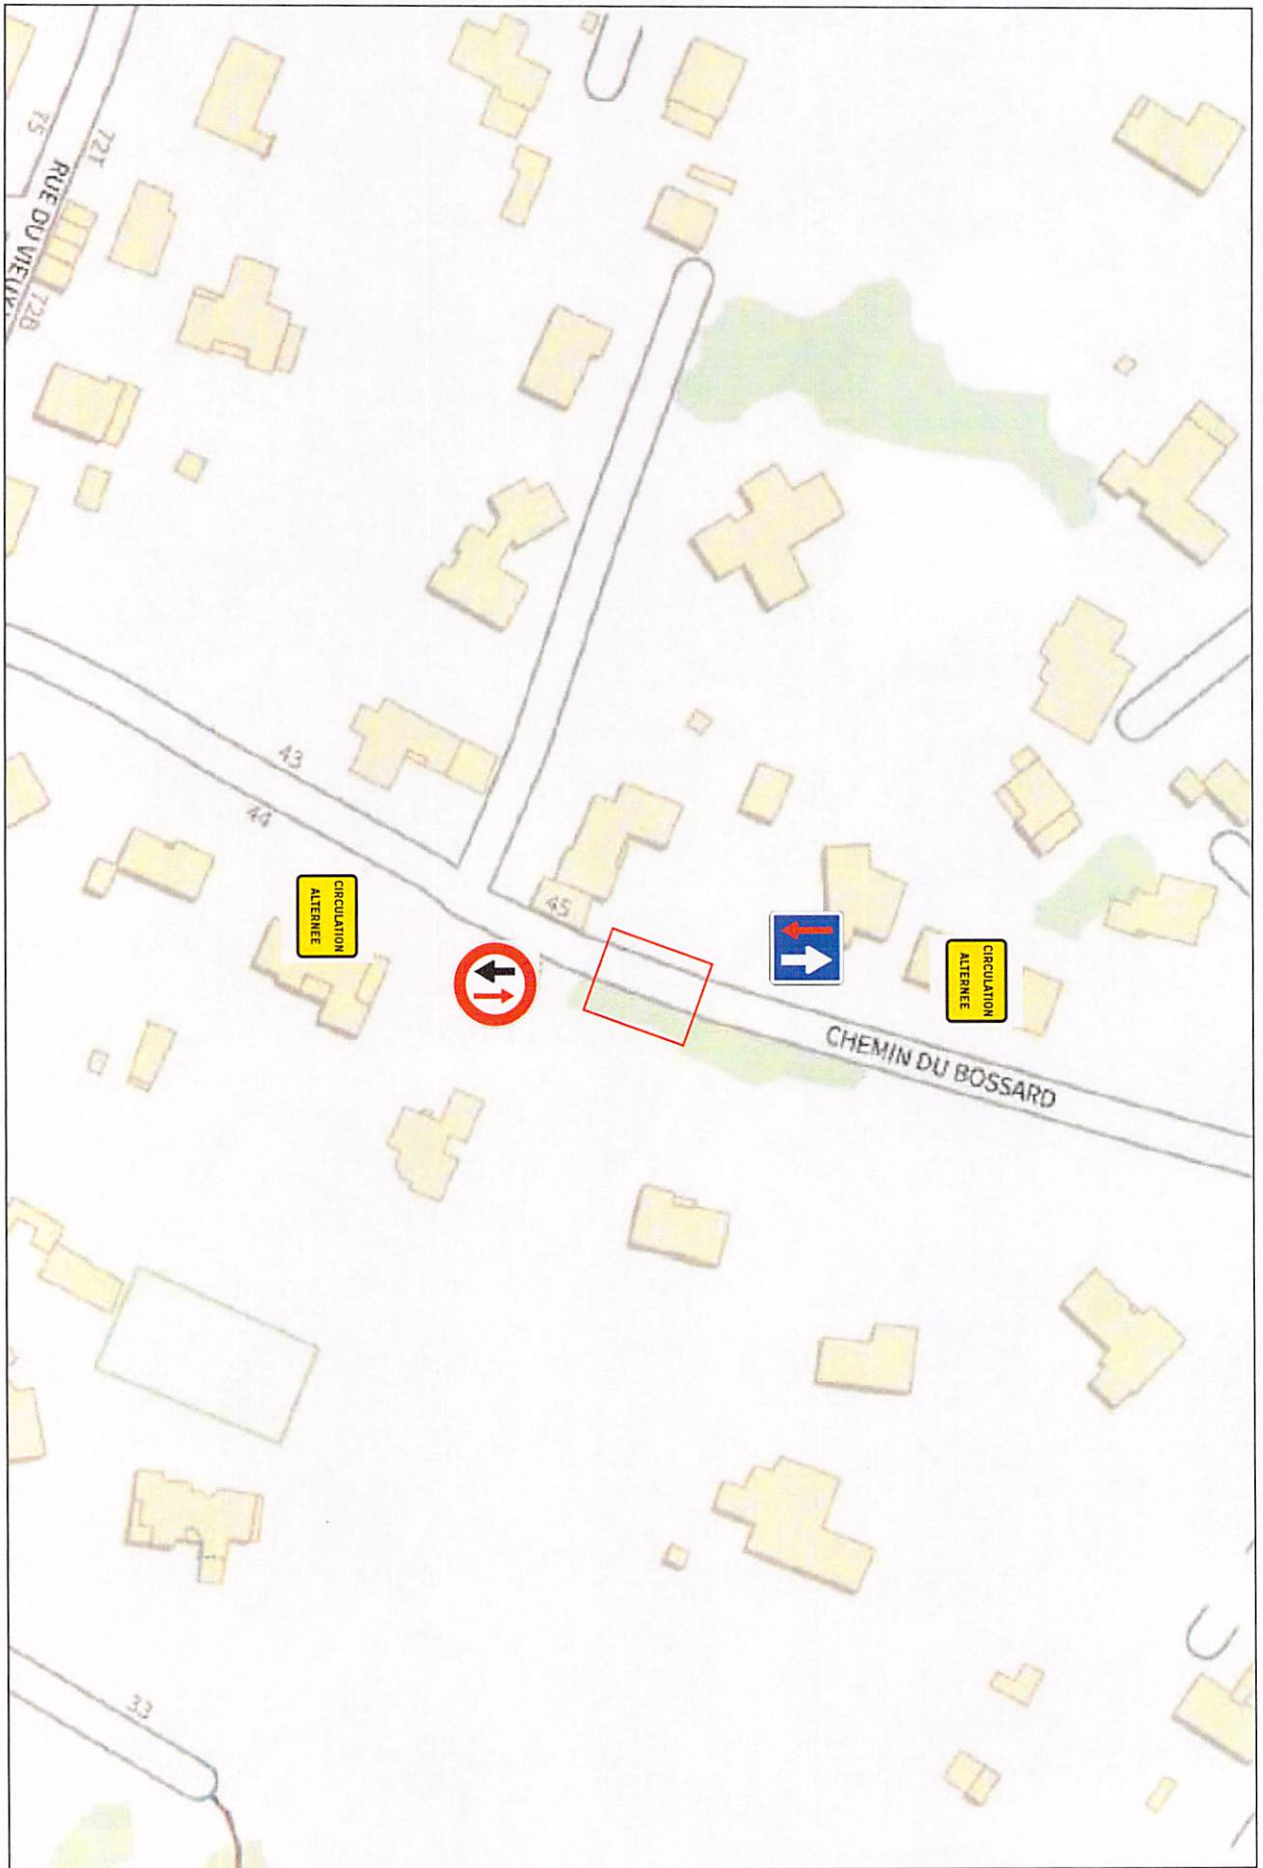 75
72T
RUE DU VIEUX
72B
43
44
45
CIRCULATION
ALTERNEE
CIRCULATION
ALTERNEE
CHEMIN DU BOSSARD
33